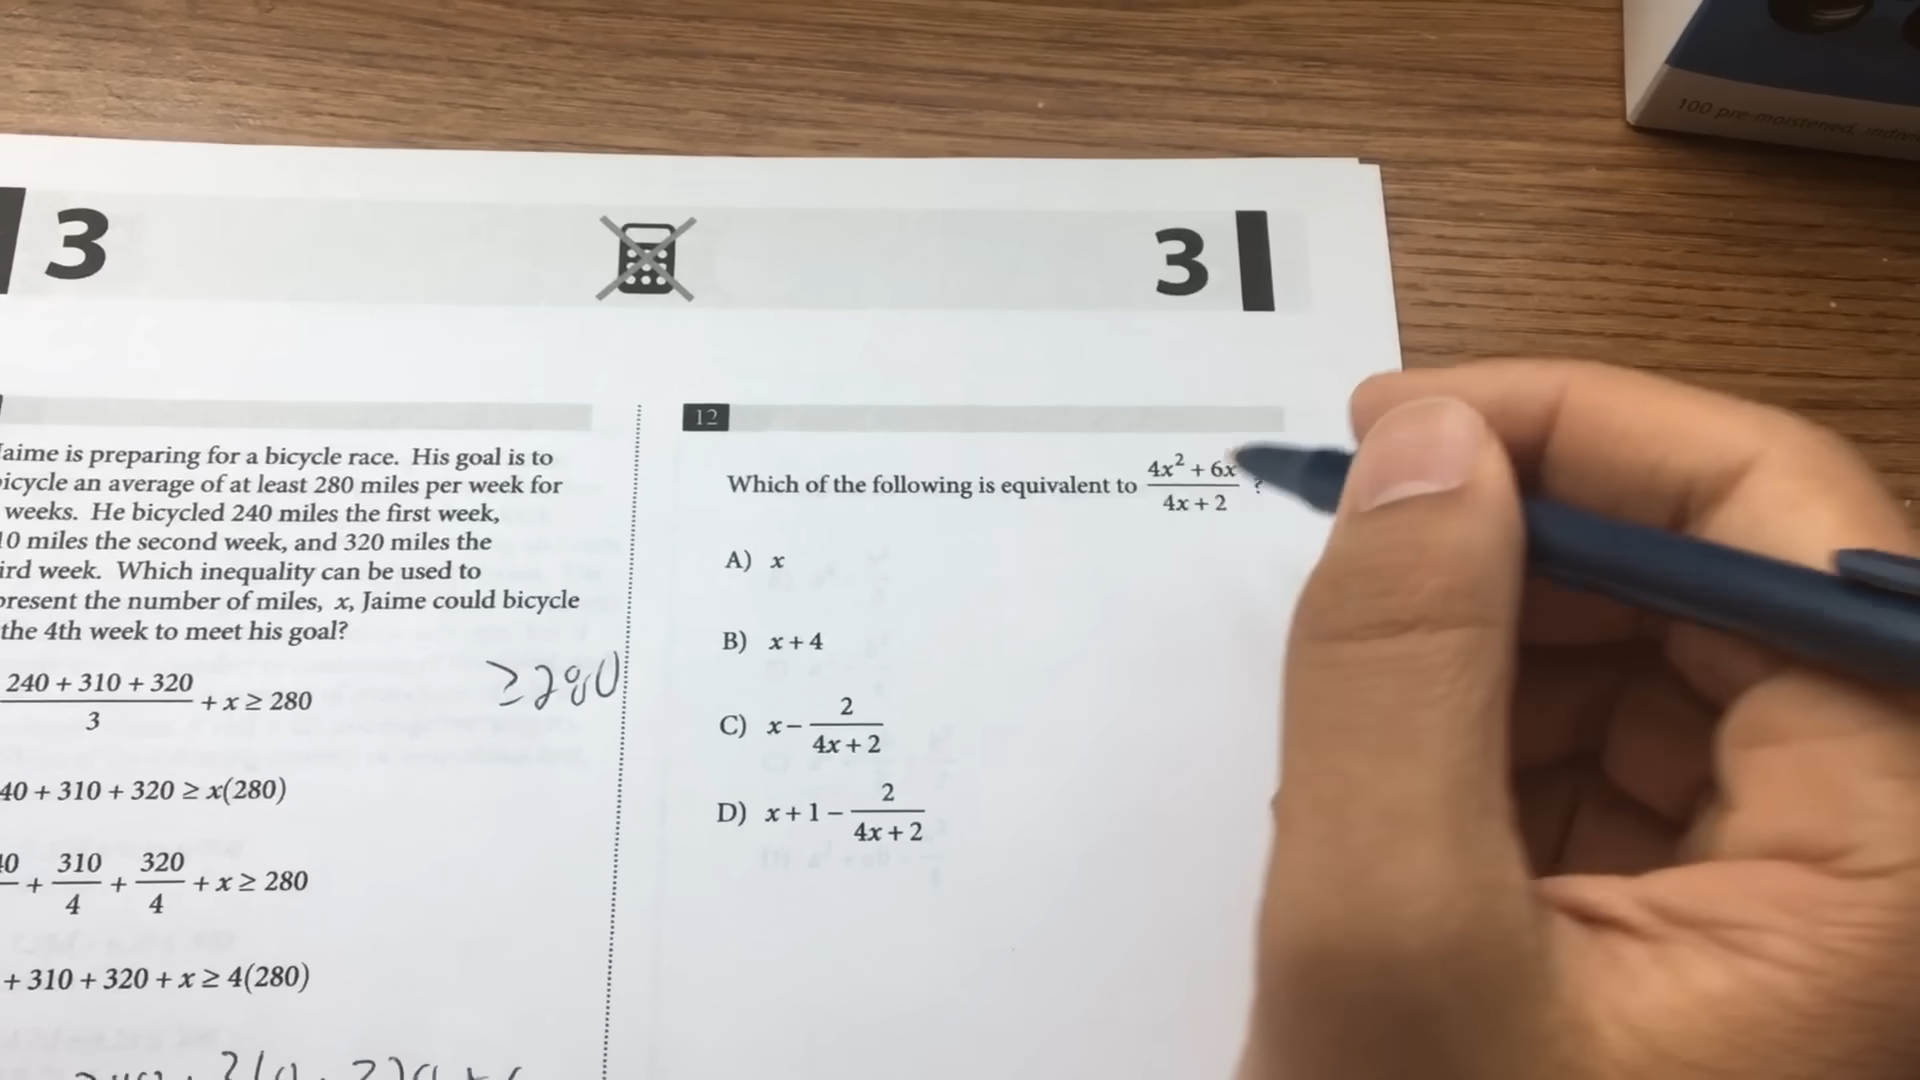 100 pre-moistened,
3 3
aime is preparing for a bicycle race. His goal is to
icycle an average of at least 280 miles per week for
weeks. He bicycled 240 miles the first week,
10 miles the second week, and 320 miles the
ird week. Which inequality can be used to
present the number of miles, x, Jaime could bicycle
the 4th week to meet his goal?
≥280
240 + 310 + 320
3
+ x ≥ 280
40 + 310 + 320 ≥ x(280)
310
4
+
320
4
+ x ≥ 280
+ 310 + 320 + x ≥ 4(280)
12
Which of the following is equivalent to
4x² + 6x
4x + 2
?
A) x
B) x + 4
C) x −
2
4x + 2
D) x + 1 −
2
4x + 2